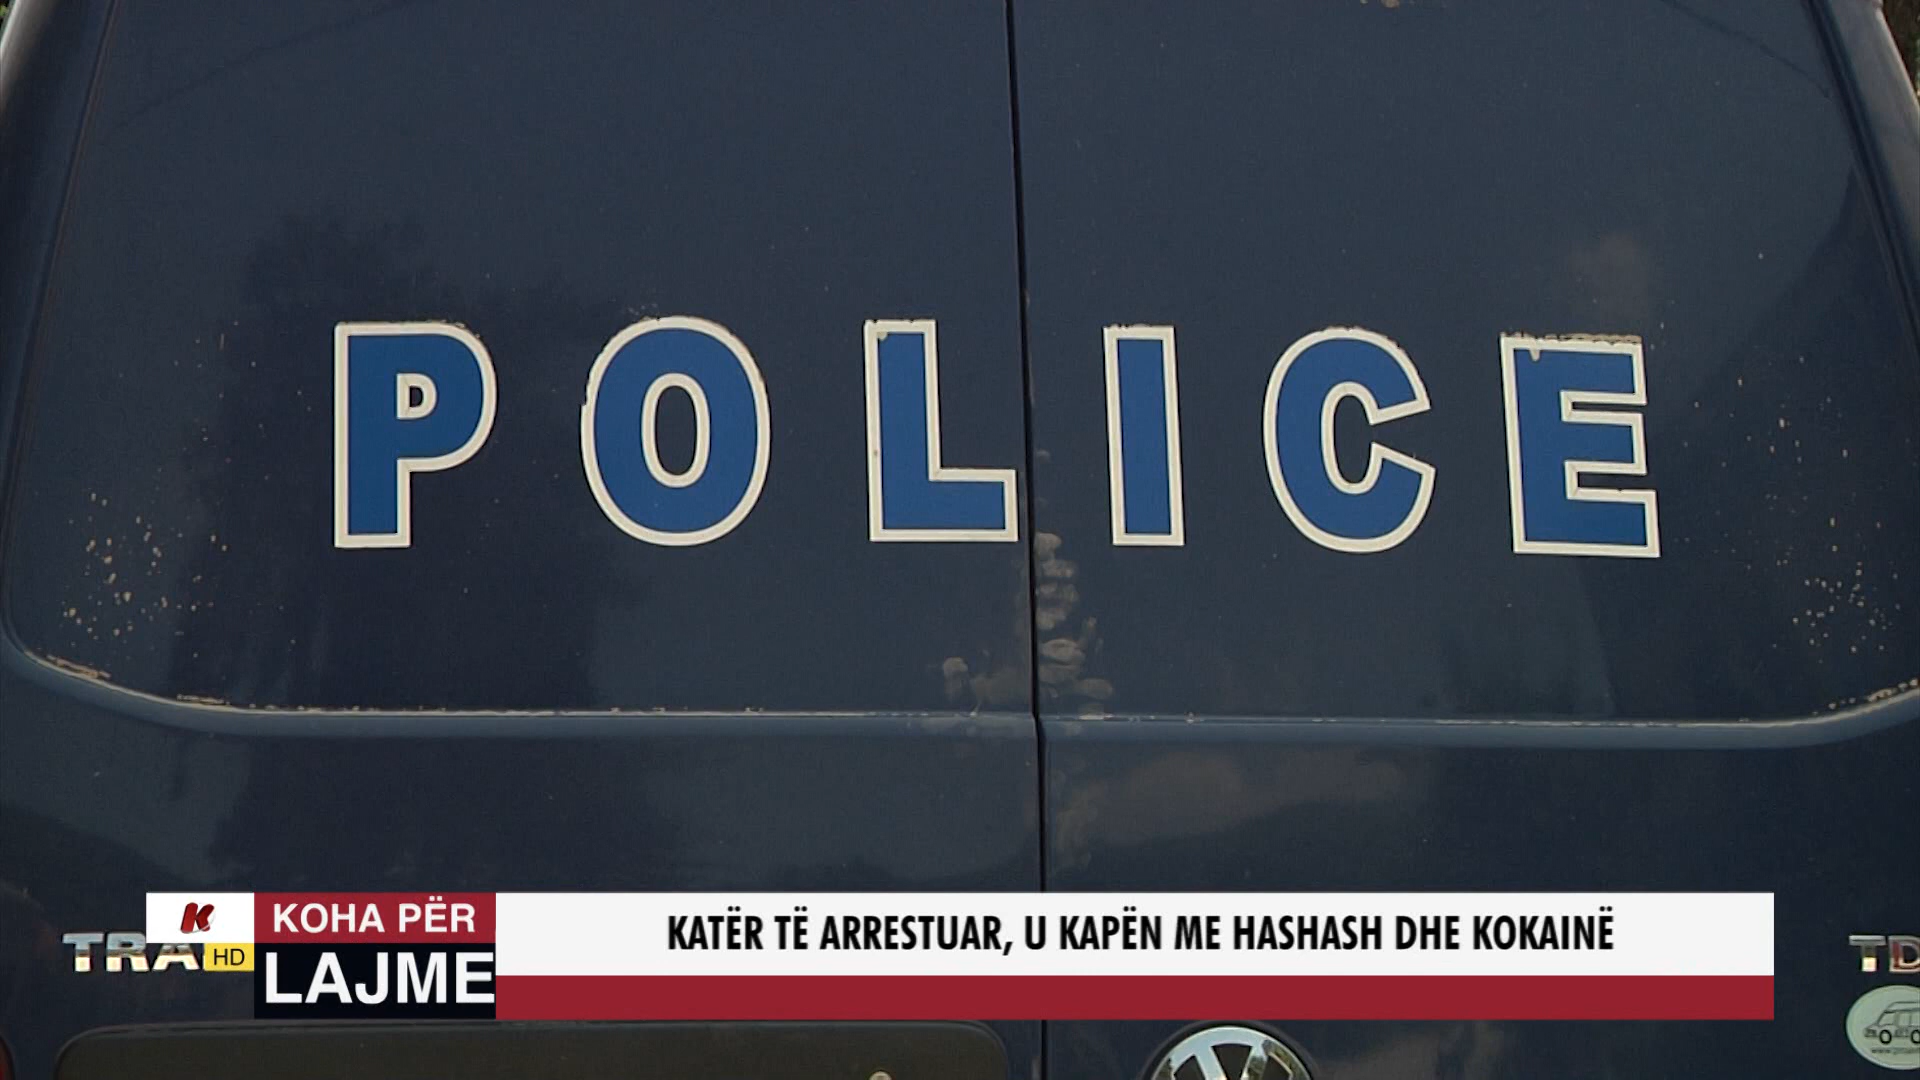 POLICE
K
KOHA PËR
KATËR TË ARRESTUAR, U KAPËN ME HASHASH DHE KOKAINË
HD
LAJME